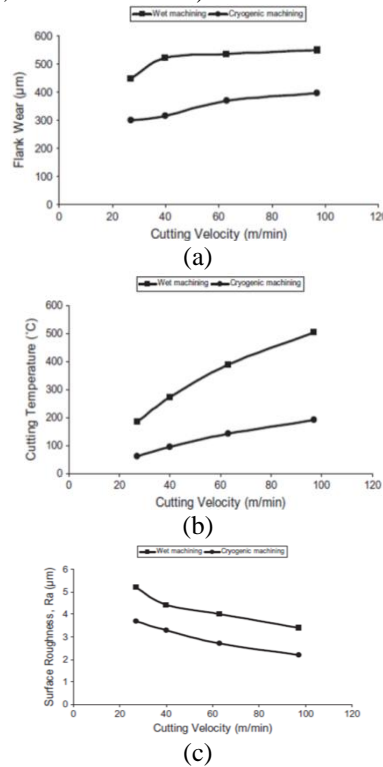 Wet machining Cryogenic machining
600
500
400
300
200
100
0
0 20 40 60 80 100 120
Flank Wear (µm)
Cutting Velocity (m/min)
(a)
Wet machining Cryogenic machining
600
500
400
300
200
100
0
0 20 40 60 80 100 120
Cutting Temperature (°C)
Cutting Velocity (m/min)
(b)
Wet machining Cryogenic machining
6
5
4
3
2
1
0
0 20 40 60 80 100 120
Surface Roughness, Ra (µm)
Cutting Velocity (m/min)
(c)